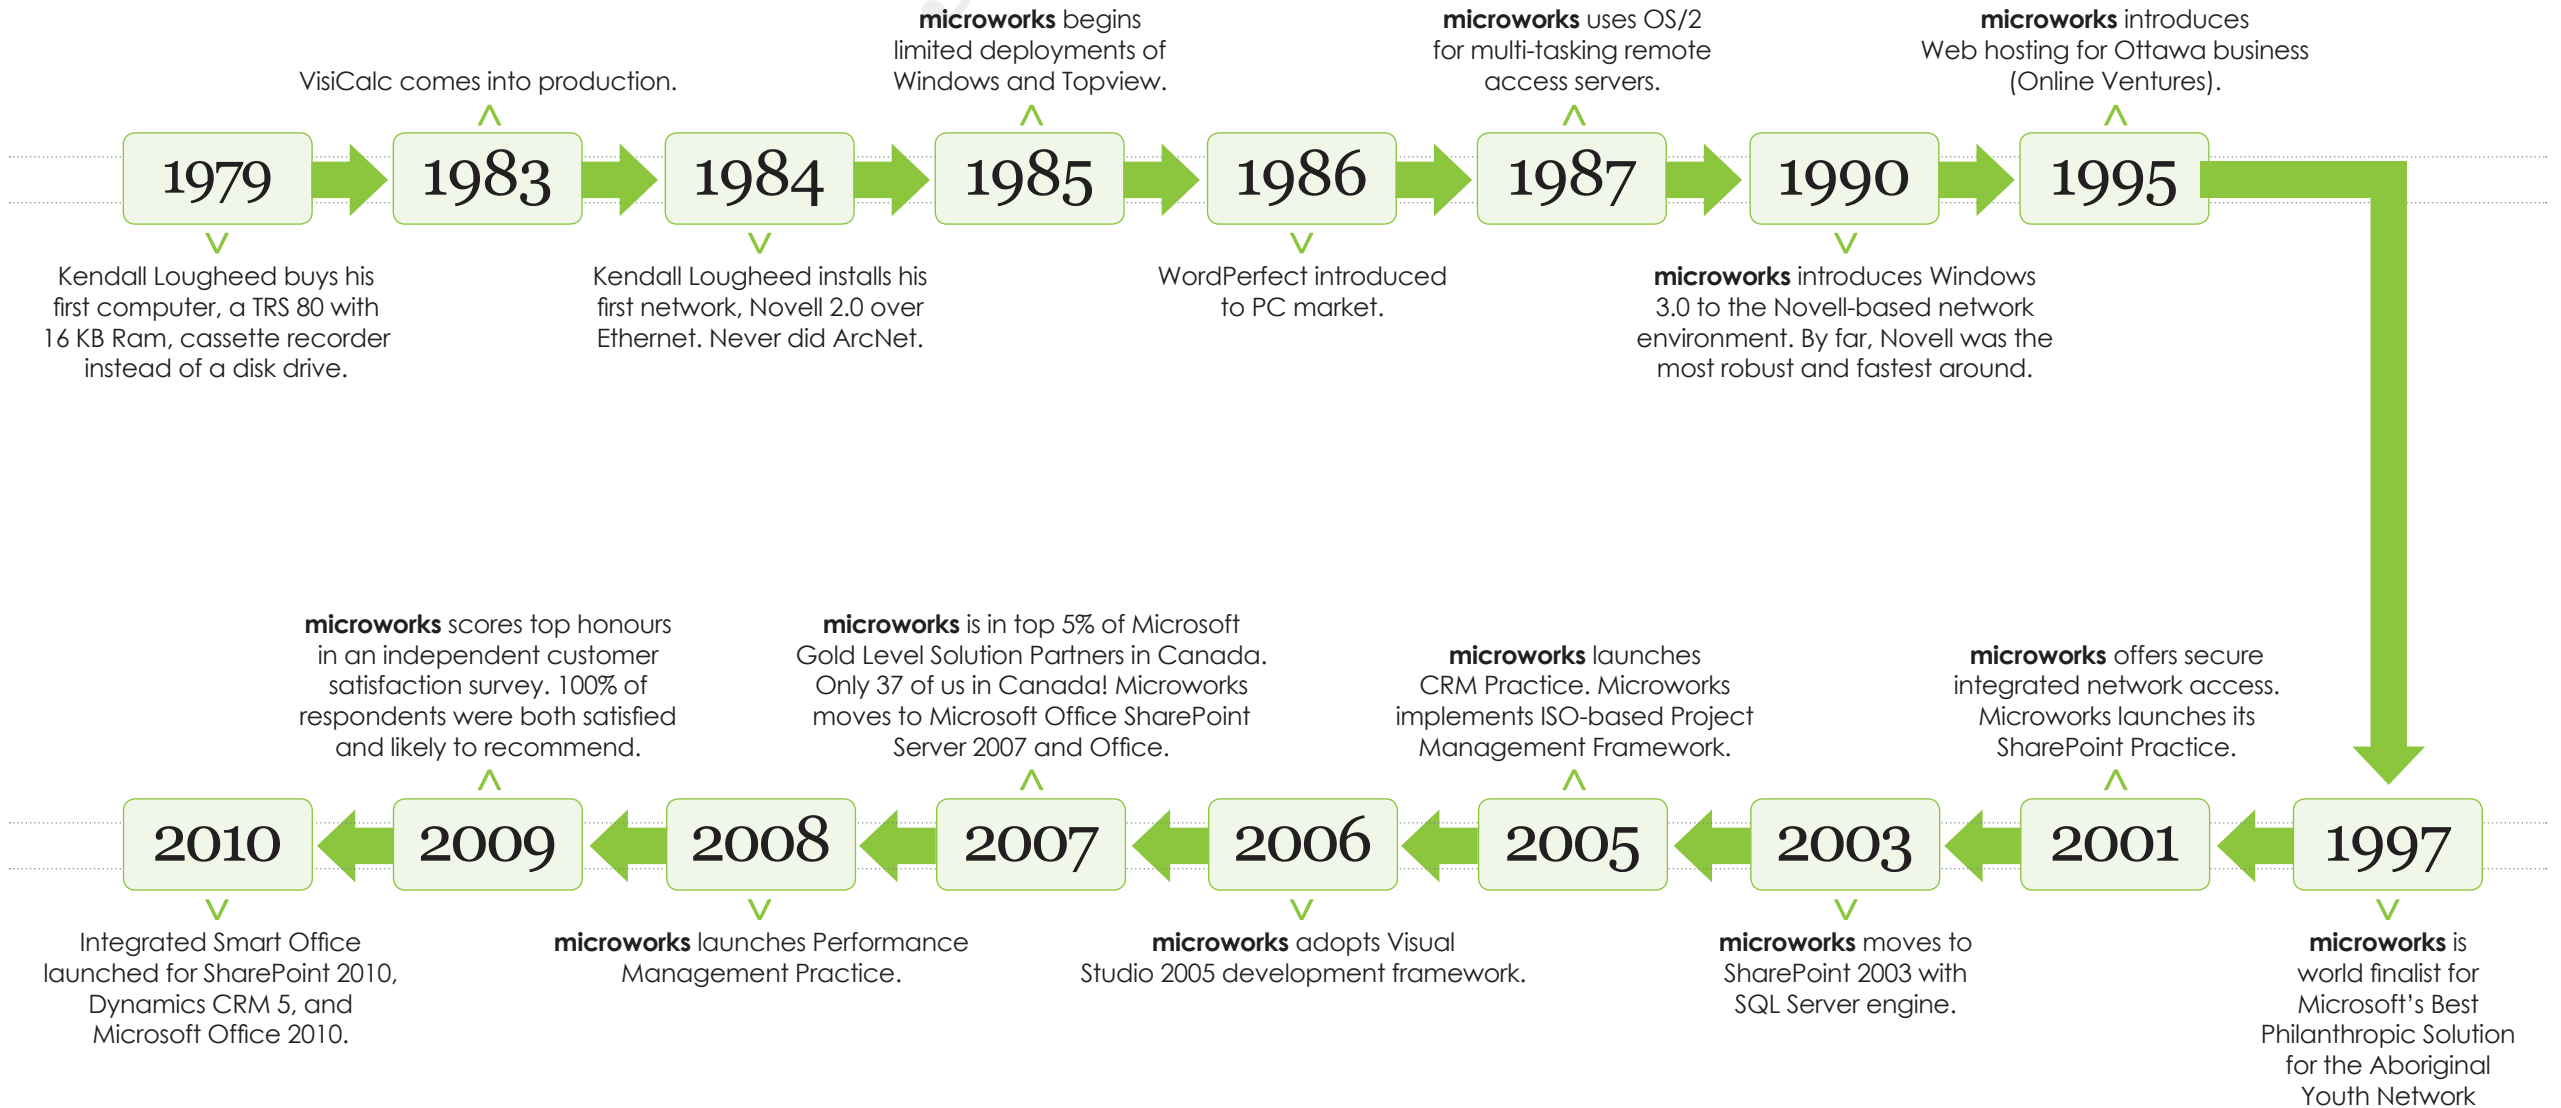 microworks begins
limited deployments of
Windows and Topview.
microworks uses OS/2
for multi-tasking remote
access servers.
microworks introduces
Web hosting for Ottawa business
(Online Ventures).
VisiCalc comes into production.
1979
1983
1984
1985
1986
1987
1990
1995
Kendall Lougheed buys his
first computer, a TRS 80 with
16 KB Ram, cassette recorder
instead of a disk drive.
Kendall Lougheed installs his
first network, Novell 2.0 over
Ethernet. Never did ArcNet.
WordPerfect introduced
to PC market.
microworks introduces Windows
3.0 to the Novell-based network
environment. By far, Novell was the
most robust and fastest around.
microworks scores top honours
in an independent customer
satisfaction survey. 100% of
respondents were both satisfied
and likely to recommend.
microworks is in top 5% of Microsoft
Gold Level Solution Partners in Canada.
Only 37 of us in Canada! Microworks
moves to Microsoft Office SharePoint
Server 2007 and Office.
microworks launches
CRM Practice. Microworks
implements ISO-based Project
Management Framework.
microworks offers secure
integrated network access.
Microworks launches its
SharePoint Practice.
2010
2009
2008
2007
2006
2005
2003
2001
1997
Integrated Smart Office
launched for SharePoint 2010,
Dynamics CRM 5, and
Microsoft Office 2010.
microworks launches Performance
Management Practice.
microworks adopts Visual
Studio 2005 development framework.
microworks moves to
SharePoint 2003 with
SQL Server engine.
microworks is
world finalist for
Microsoft's Best
Philanthropic Solution
for the Aboriginal
Youth Network